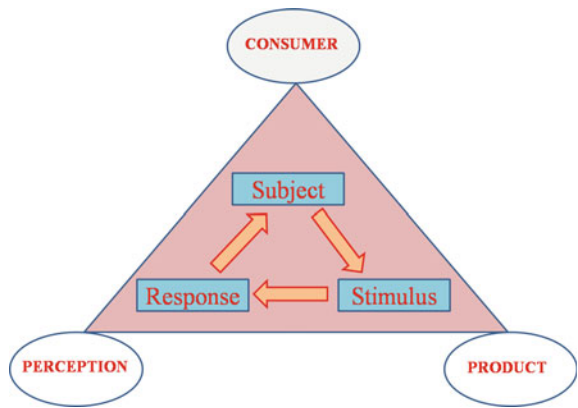 CONSUMER
Subject
Response
Stimulus
PERCEPTION
PRODUCT